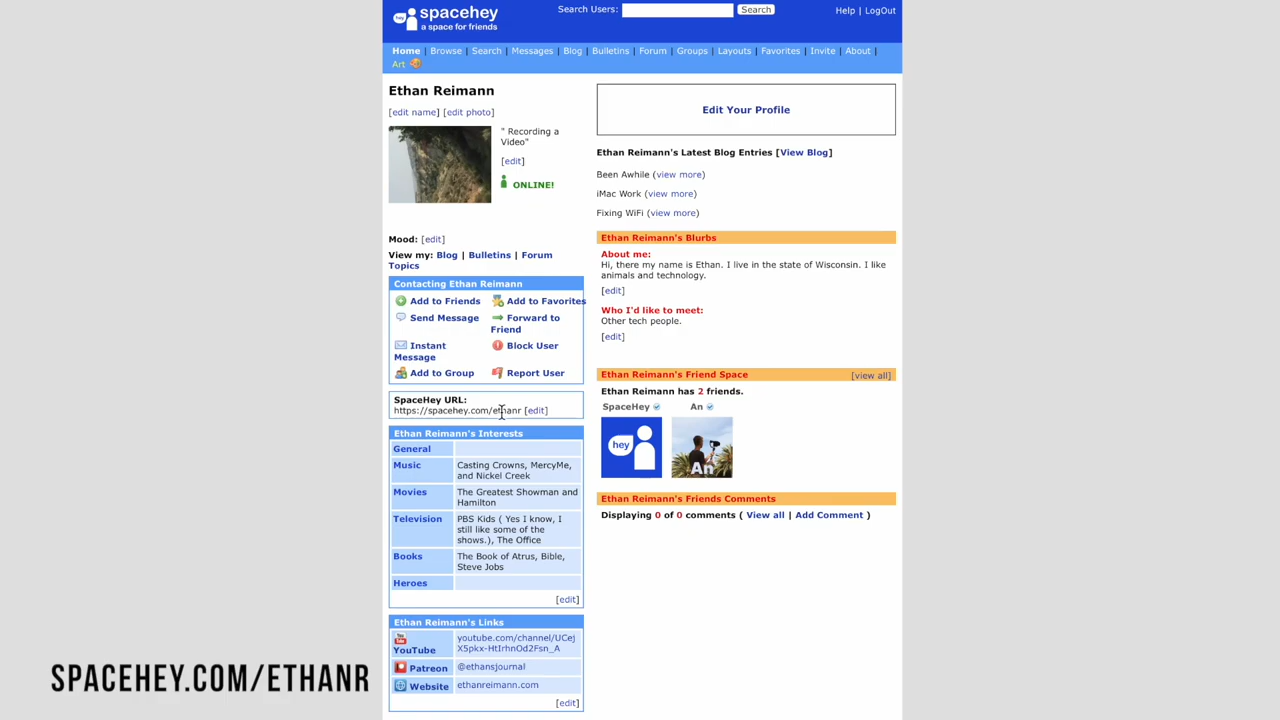 hey
spacehey
a space for friends
Search Users:
Search
Help | LogOut
Home | Browse | Search | Messages | Blog | Bulletins | Forum | Groups | Layouts | Favorites | Invite | About |
Art
Ethan Reimann
[edit name] [edit photo]
" Recording a
Video"
[edit]
ONLINE!
Mood: [edit]
View my: Blog | Bulletins | Forum
Topics
Contacting Ethan Reimann
Add to Friends
Add to Favorites
Send Message
Forward to
Friend
Instant
Message
Block User
Add to Group
Report User
SpaceHey URL:
https://spacehey.com/ethanr [edit]
Ethan Reimann's Interests
General
Music
Casting Crowns, MercyMe,
and Nickel Creek
Movies
The Greatest Showman and
Hamilton
Television
PBS Kids ( Yes I know, I
still like some of the
shows.), The Office
Books
The Book of Atrus, Bible,
Steve Jobs
Heroes
[edit]
Ethan Reimann's Links
YouTube
youtube.com/channel/UCej
X5pkx-HtIrhnOd2Fsn_A
Patreon
@ethansjournal
Website
ethanreimann.com
[edit]
Edit Your Profile
Ethan Reimann's Latest Blog Entries [View Blog]
Been Awhile (view more)
iMac Work (view more)
Fixing WiFi (view more)
Ethan Reimann's Blurbs
About me:
Hi, there my name is Ethan. I live in the state of Wisconsin. I like
animals and technology.
[edit]
Who I'd like to meet:
Other tech people.
[edit]
Ethan Reimann's Friend Space
[view all]
Ethan Reimann has 2 friends.
SpaceHey
An
hey
An
Ethan Reimann's Friends Comments
Displaying 0 of 0 comments ( View all | Add Comment )
SPACEHEY.COM/ETHANR